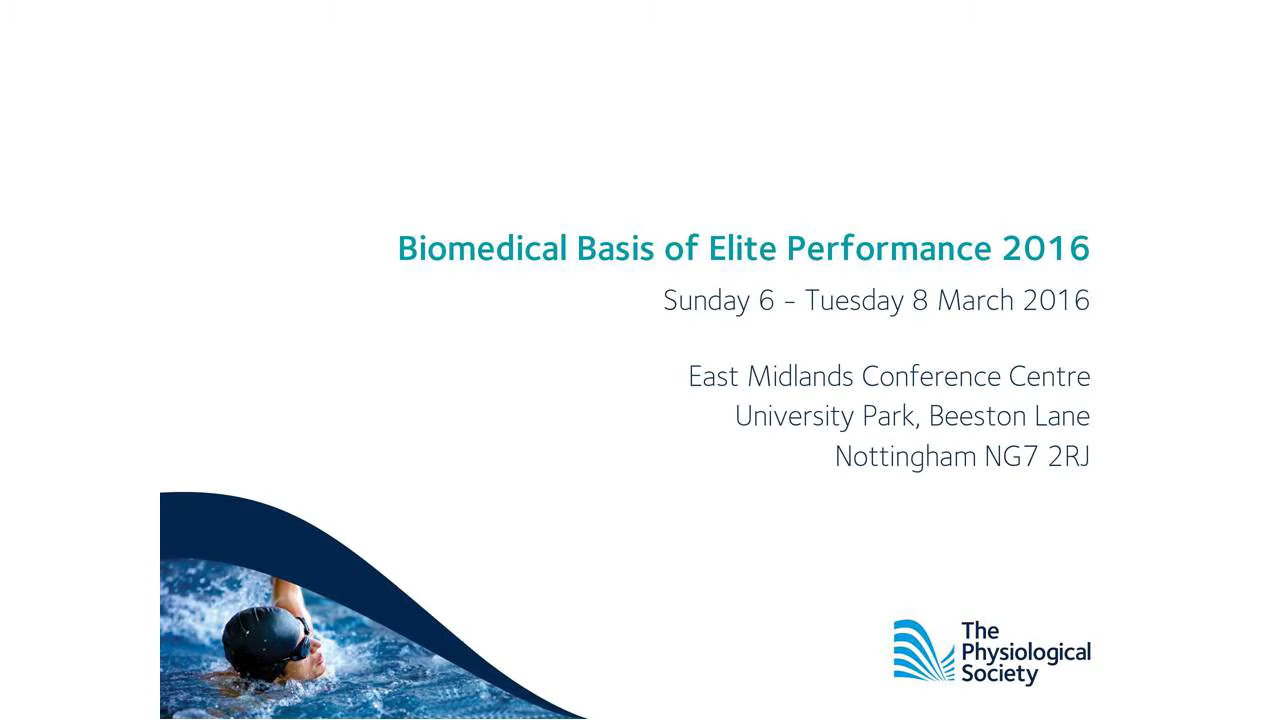 Biomedical Basis of Elite Performance 2016
Sunday 6 – Tuesday 8 March 2016
East Midlands Conference Centre
University Park, Beeston Lane
Nottingham NG7 2RJ
The
Physiological
Society